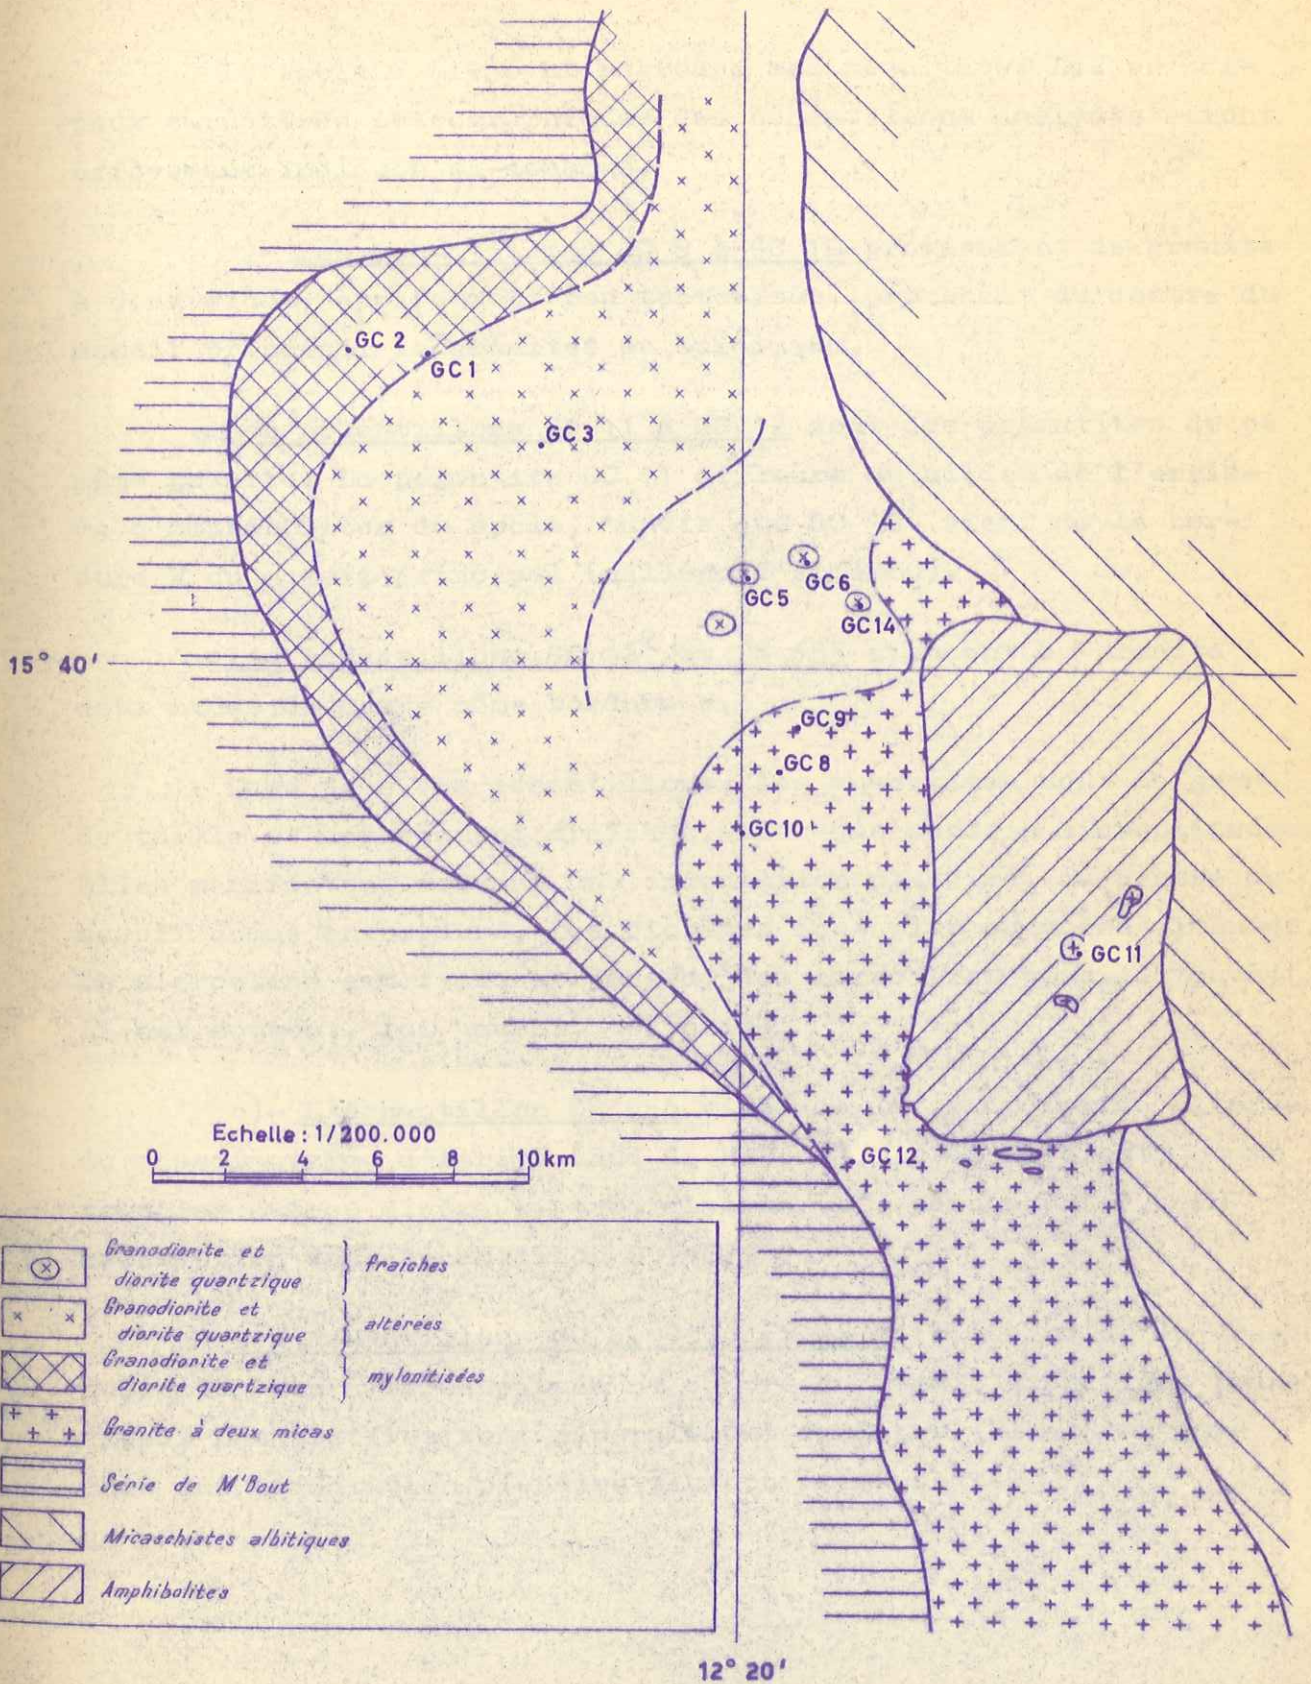 GC 2
GC 1
GC 3
GC 6
GC 5
GC 14
15° 40'
GC 9
GC 8
GC 10
GC 11
GC 12
Echelle : 1/200.000
0 2 4 6 8 10 km
Granodiorite et
diorite quartzique
fraîches
Granodiorite et
diorite quartzique
altérées
Granodiorite et
diorite quartzique
mylonitisées
Granite à deux micas
Série de M'Bout
Micaschistes albitiques
Amphibolites
12° 20'